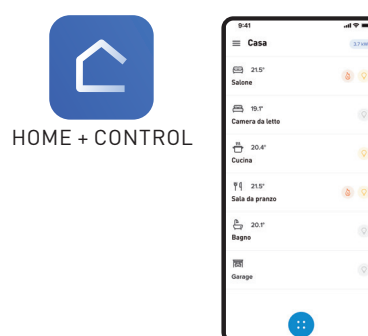 HOME + CONTROL
9:41
Casa
21.5°
Salone
19.1°
Camera da letto
20.4°
Cucina
21.5°
Sala da pranzo
20.1°
Bagno
Garage